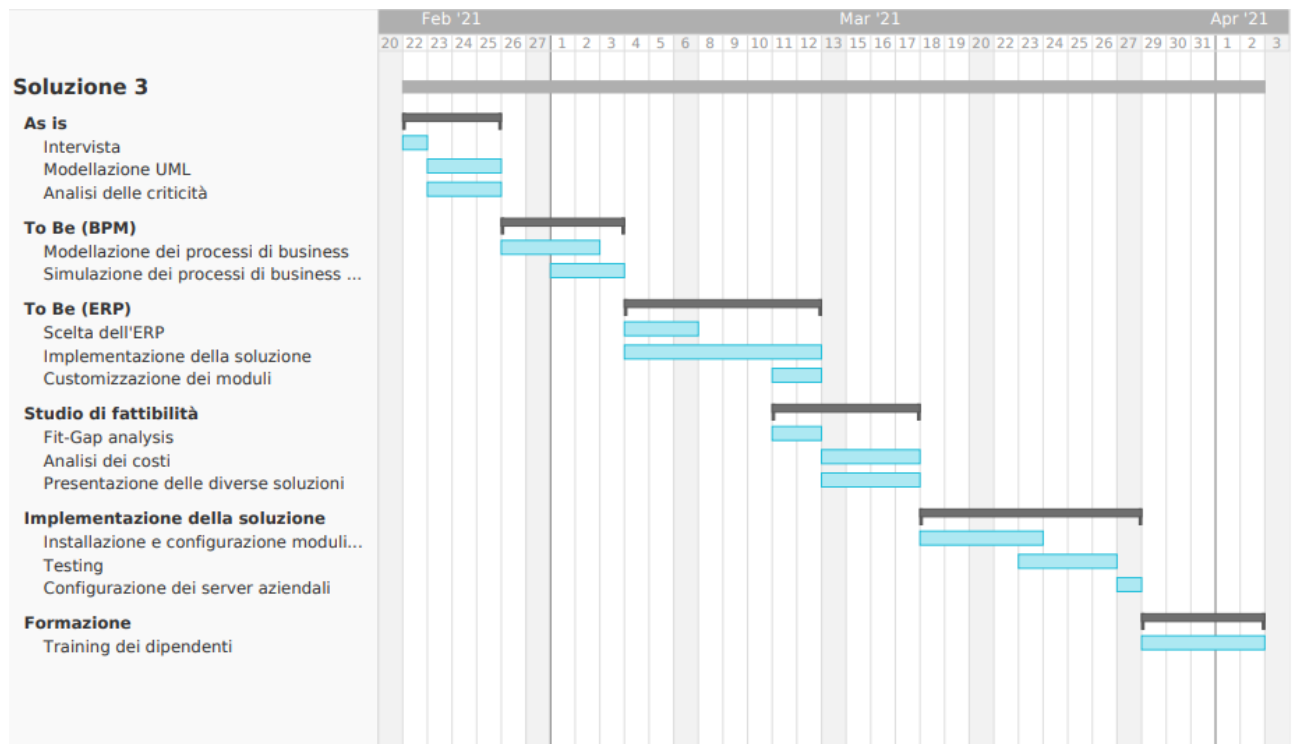 Feb '21 Mar '21 Apr '21
20 22 23 24 25 26 27 1 2 3 4 5 6 8 9 10 11 12 13 15 16 17 18 19 20 22 23 24 25 26 27 29 30 31 1 2 3
Soluzione 3
As is
Intervista
Modellazione UML
Analisi delle criticità
To Be (BPM)
Modellazione dei processi di business
Simulazione dei processi di business ...
To Be (ERP)
Scelta dell'ERP
Implementazione della soluzione
Customizzazione dei moduli
Studio di fattibilità
Fit-Gap analysis
Analisi dei costi
Presentazione delle diverse soluzioni
Implementazione della soluzione
Installazione e configurazione moduli...
Testing
Configurazione dei server aziendali
Formazione
Training dei dipendenti